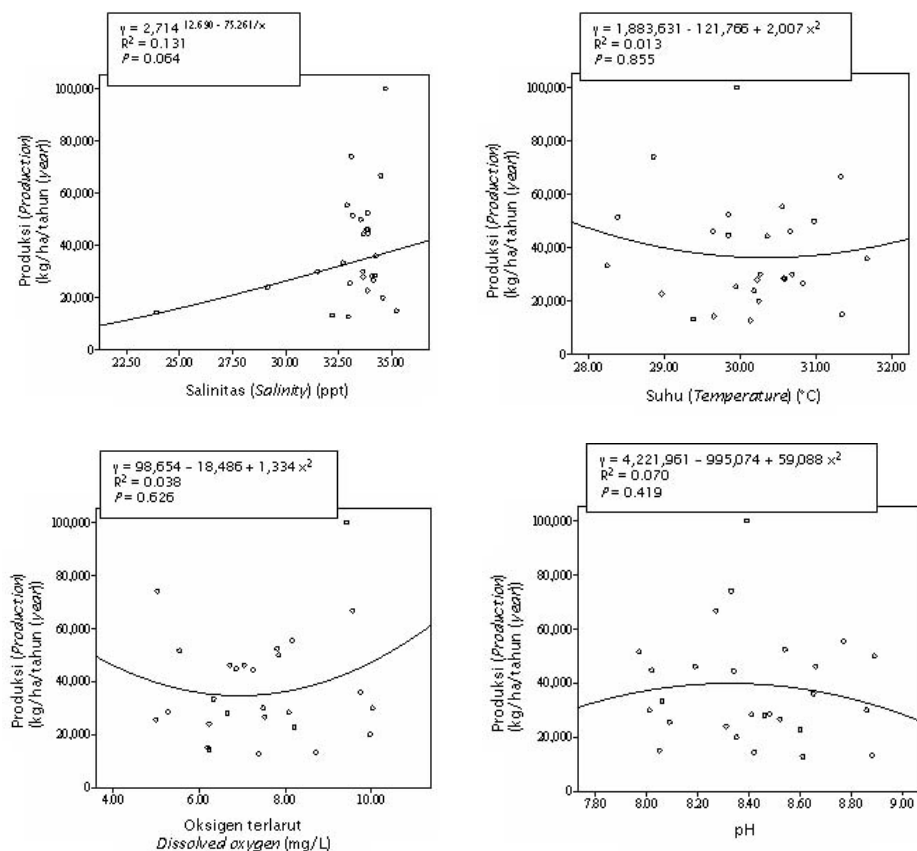 y = 2,714 ^12.690 - 75.261/x
R² = 0.131
P = 0.064
Produksi (Production)
(kg/ha/tahun (year))
100,000
80,000
60,000
40,000
20,000
0
22.50 25.00 27.50 30.00 32.50 35.00
Salinitas (Salinity) (ppt)
y = 1,883,631 - 121,766 + 2,007 x²
R² = 0.013
P = 0.855
Produksi (Production)
(kg/ha/tahun (year))
100,000
80,000
60,000
40,000
20,000
0
28.00 29.00 30.00 31.00 32.00
Suhu (Temperature) (°C)
y = 98,654 – 18,486 + 1,334 x²
R² = 0.038
P = 0.626
Produksi (Production)
(kg/ha/tahun (year))
100,000
80,000
60,000
40,000
20,000
0
4.00 6.00 8.00 10.00
Oksigen terlarut
Dissolved oxygen (mg/L)
y = 4,221,961 – 995,074 + 59,088 x²
R² = 0.070
P = 0.419
Produksi (Production)
(kg/ha/tahun (year))
100,000
80,000
60,000
40,000
20,000
0
7.80 8.00 8.20 8.40 8.60 8.80 9.00
pH